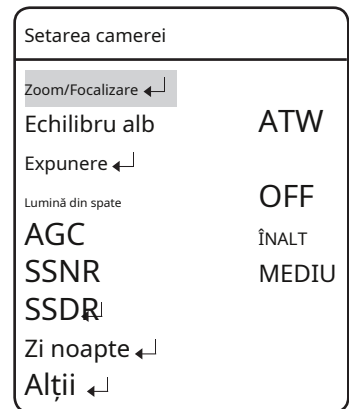 Setarea camerei
Zoom/Focalizare ↵
Echilibru alb ATW
Expunere ↵
Lumină din spate OFF
AGC ÎNALT
SSNR MEDIU
SSDR ↵
Zi noapte ↵
Alții ↵